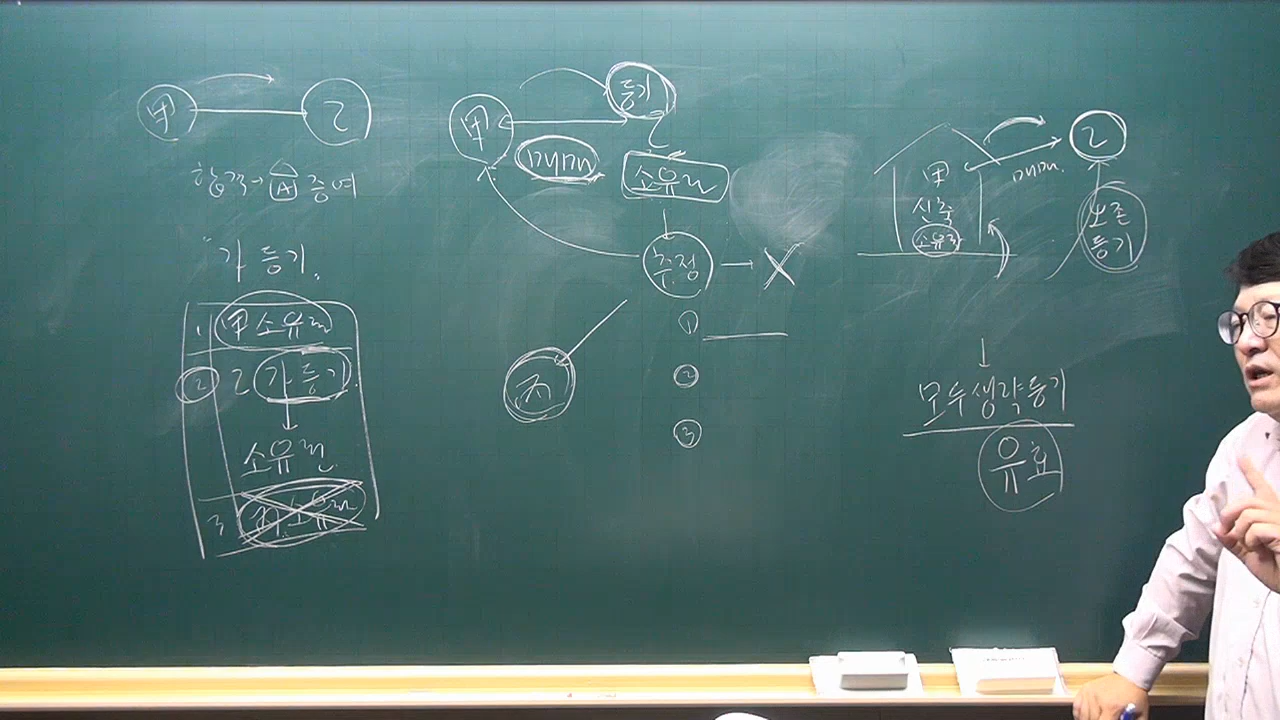 甲 乙
합격→ A 증여
"가등기"
1 甲 소유권
2 乙 가등기
소유권
3 丙 소유권
甲 등기
매매
소유권
추정 → X
①
②
③
丙
甲
신축
소유권
乙
매매
보존
등기
모두생략등기
유효